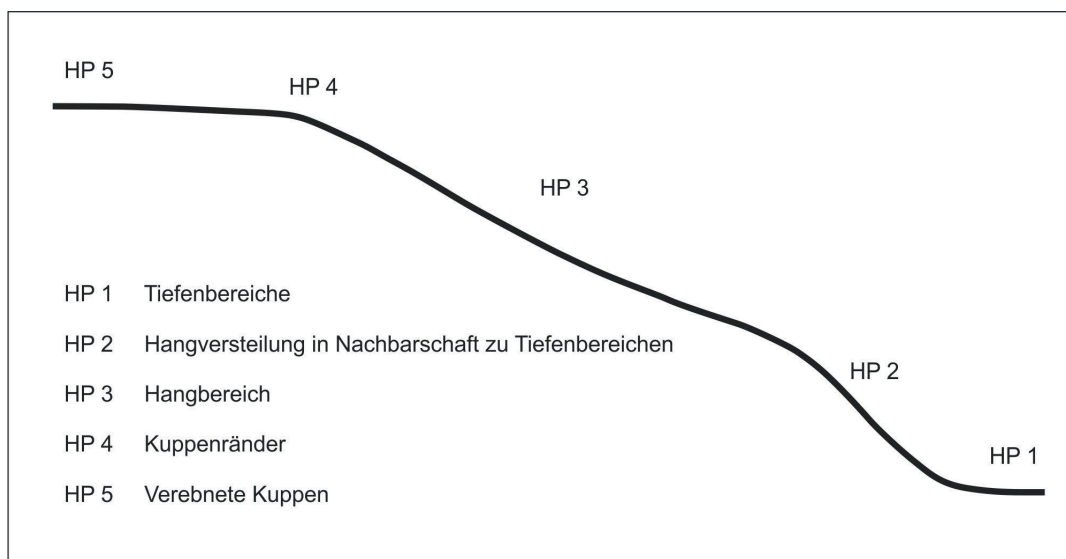 HP 5
HP 4
HP 3
HP 1 Tiefenbereiche
HP 2 Hangversteilung in Nachbarschaft zu Tiefenbereichen
HP 2
HP 3 Hangbereich
HP 4 Kuppenränder
HP 1
HP 5 Verebnete Kuppen